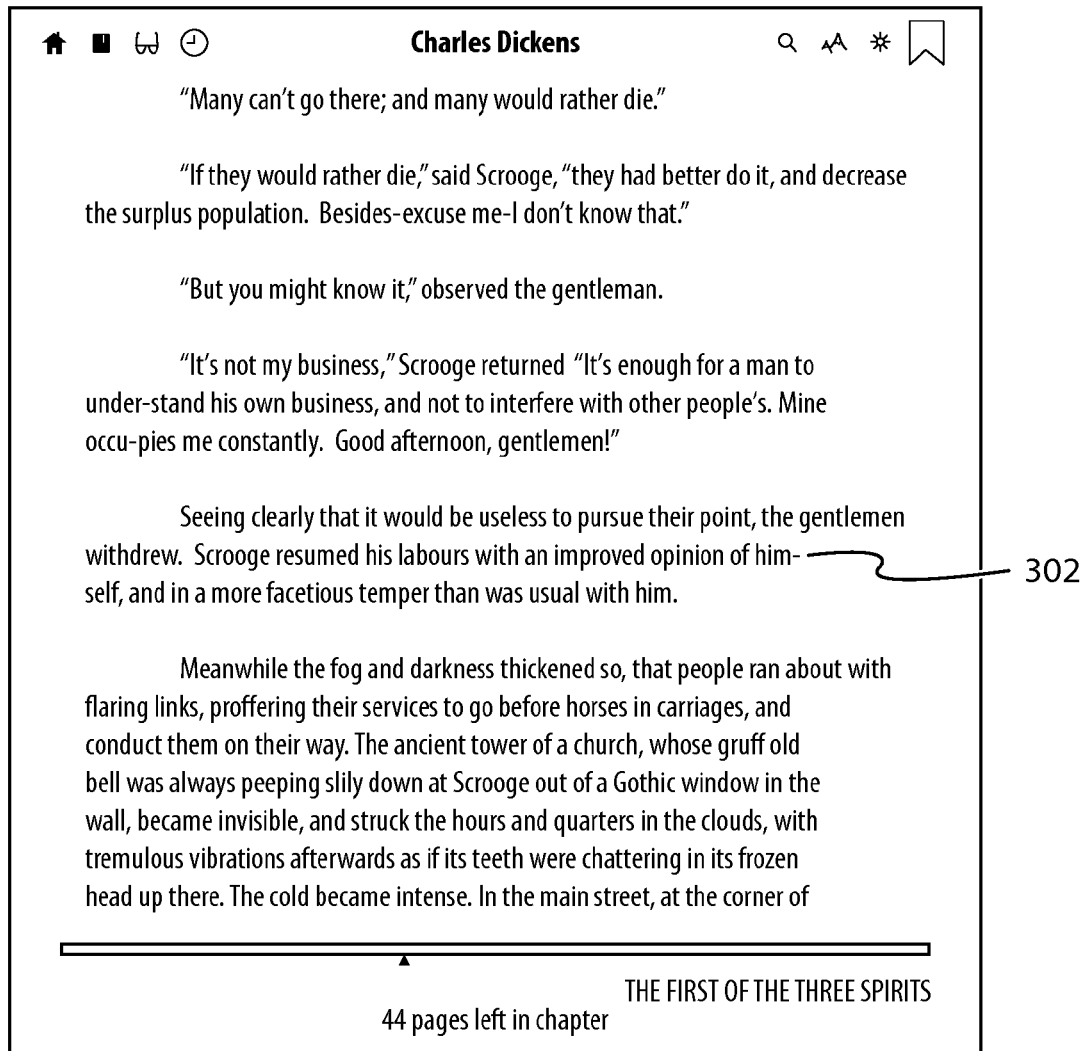 Charles Dickens
“Many can’t go there; and many would rather die.”
“If they would rather die,” said Scrooge, “they had better do it, and decrease
the surplus population.  Besides-excuse me-I don’t know that.”
“But you might know it,” observed the gentleman.
“It’s not my business,” Scrooge returned  “It’s enough for a man to
under-stand his own business, and not to interfere with other people’s. Mine
occu-pies me constantly.  Good afternoon, gentlemen!”
Seeing clearly that it would be useless to pursue their point, the gentlemen
withdrew.  Scrooge resumed his labours with an improved opinion of him-
302
self, and in a more facetious temper than was usual with him.
Meanwhile the fog and darkness thickened so, that people ran about with
flaring links, proffering their services to go before horses in carriages, and
conduct them on their way. The ancient tower of a church, whose gruff old
bell was always peeping slily down at Scrooge out of a Gothic window in the
wall, became invisible, and struck the hours and quarters in the clouds, with
tremulous vibrations afterwards as if its teeth were chattering in its frozen
head up there. The cold became intense. In the main street, at the corner of
THE FIRST OF THE THREE SPIRITS
44 pages left in chapter